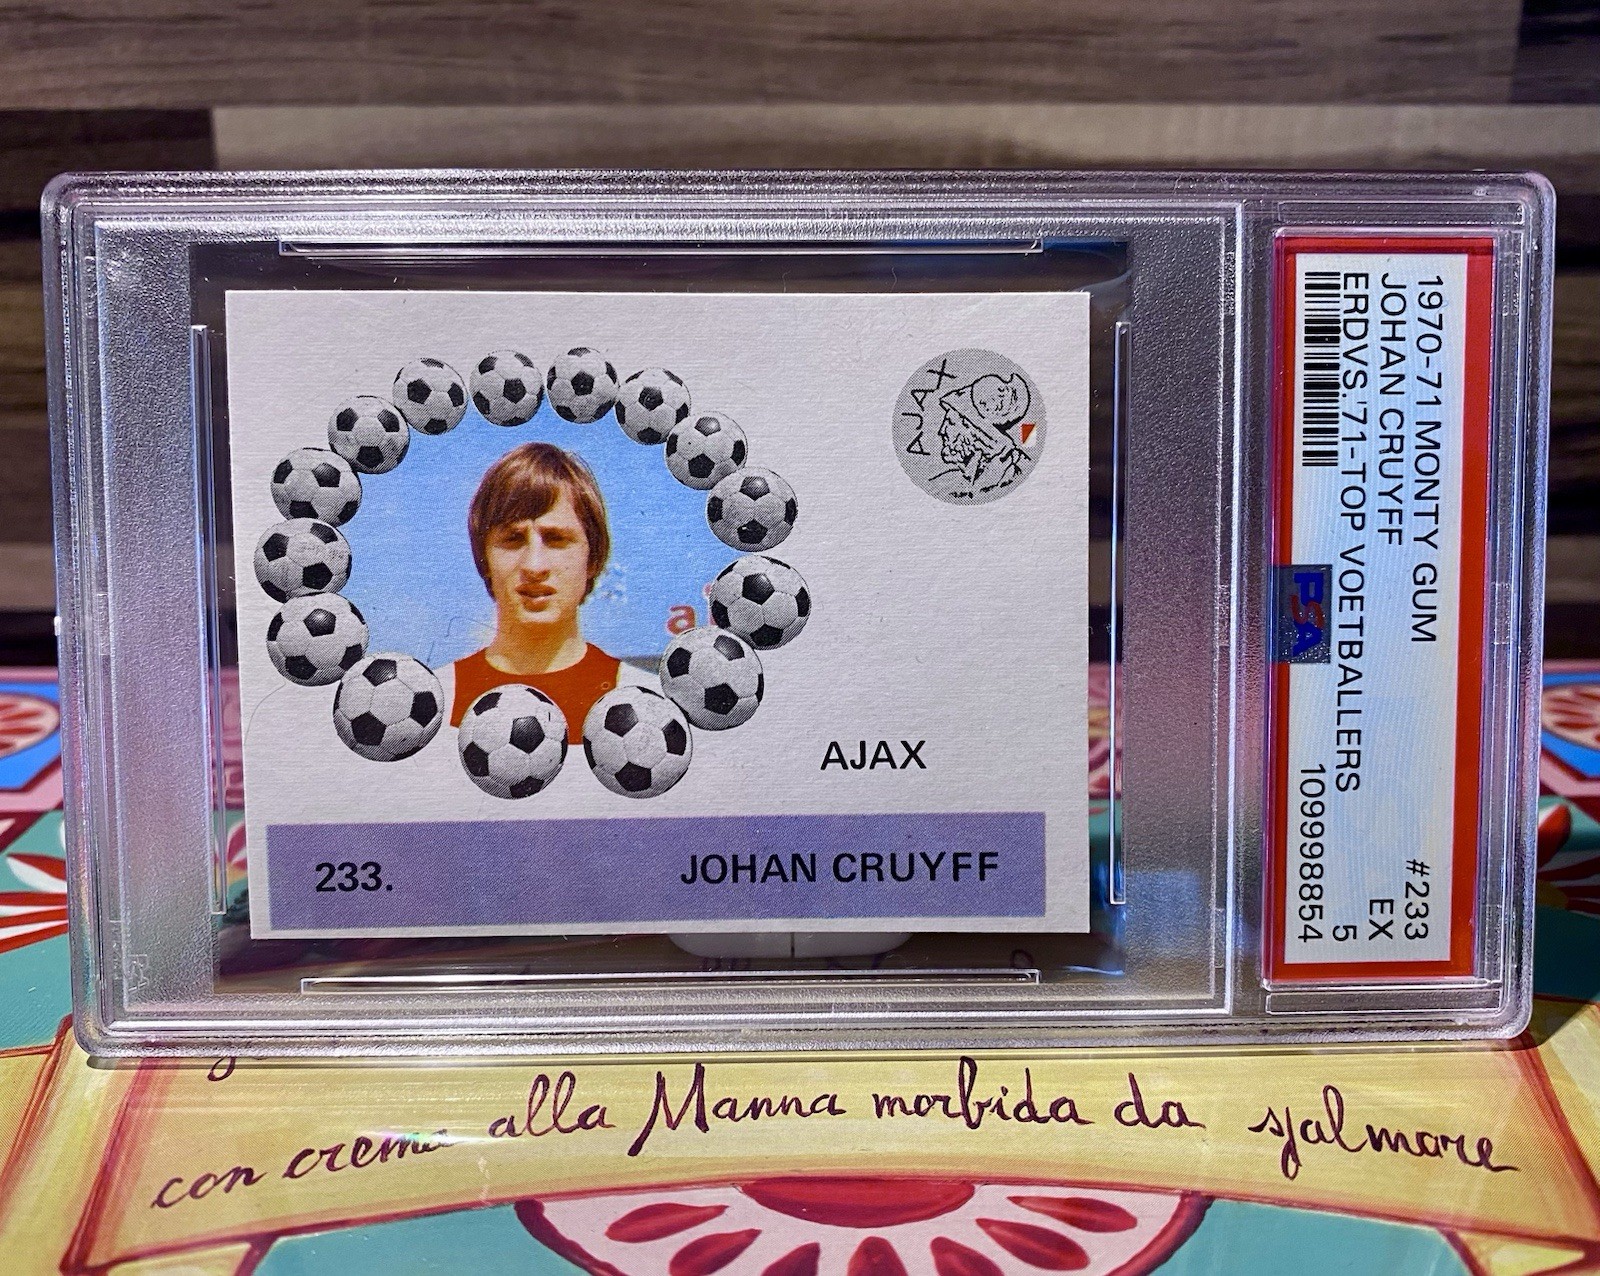 AJAX
a
AJAX
233.
JOHAN CRUYFF
1970-71 MONTY GUM #233
JOHAN CRUYFF EX
ERDVS.'71-TOP VOETBALLERS 5
PSA 109998854
con crema alla Manna morbida da spalmare